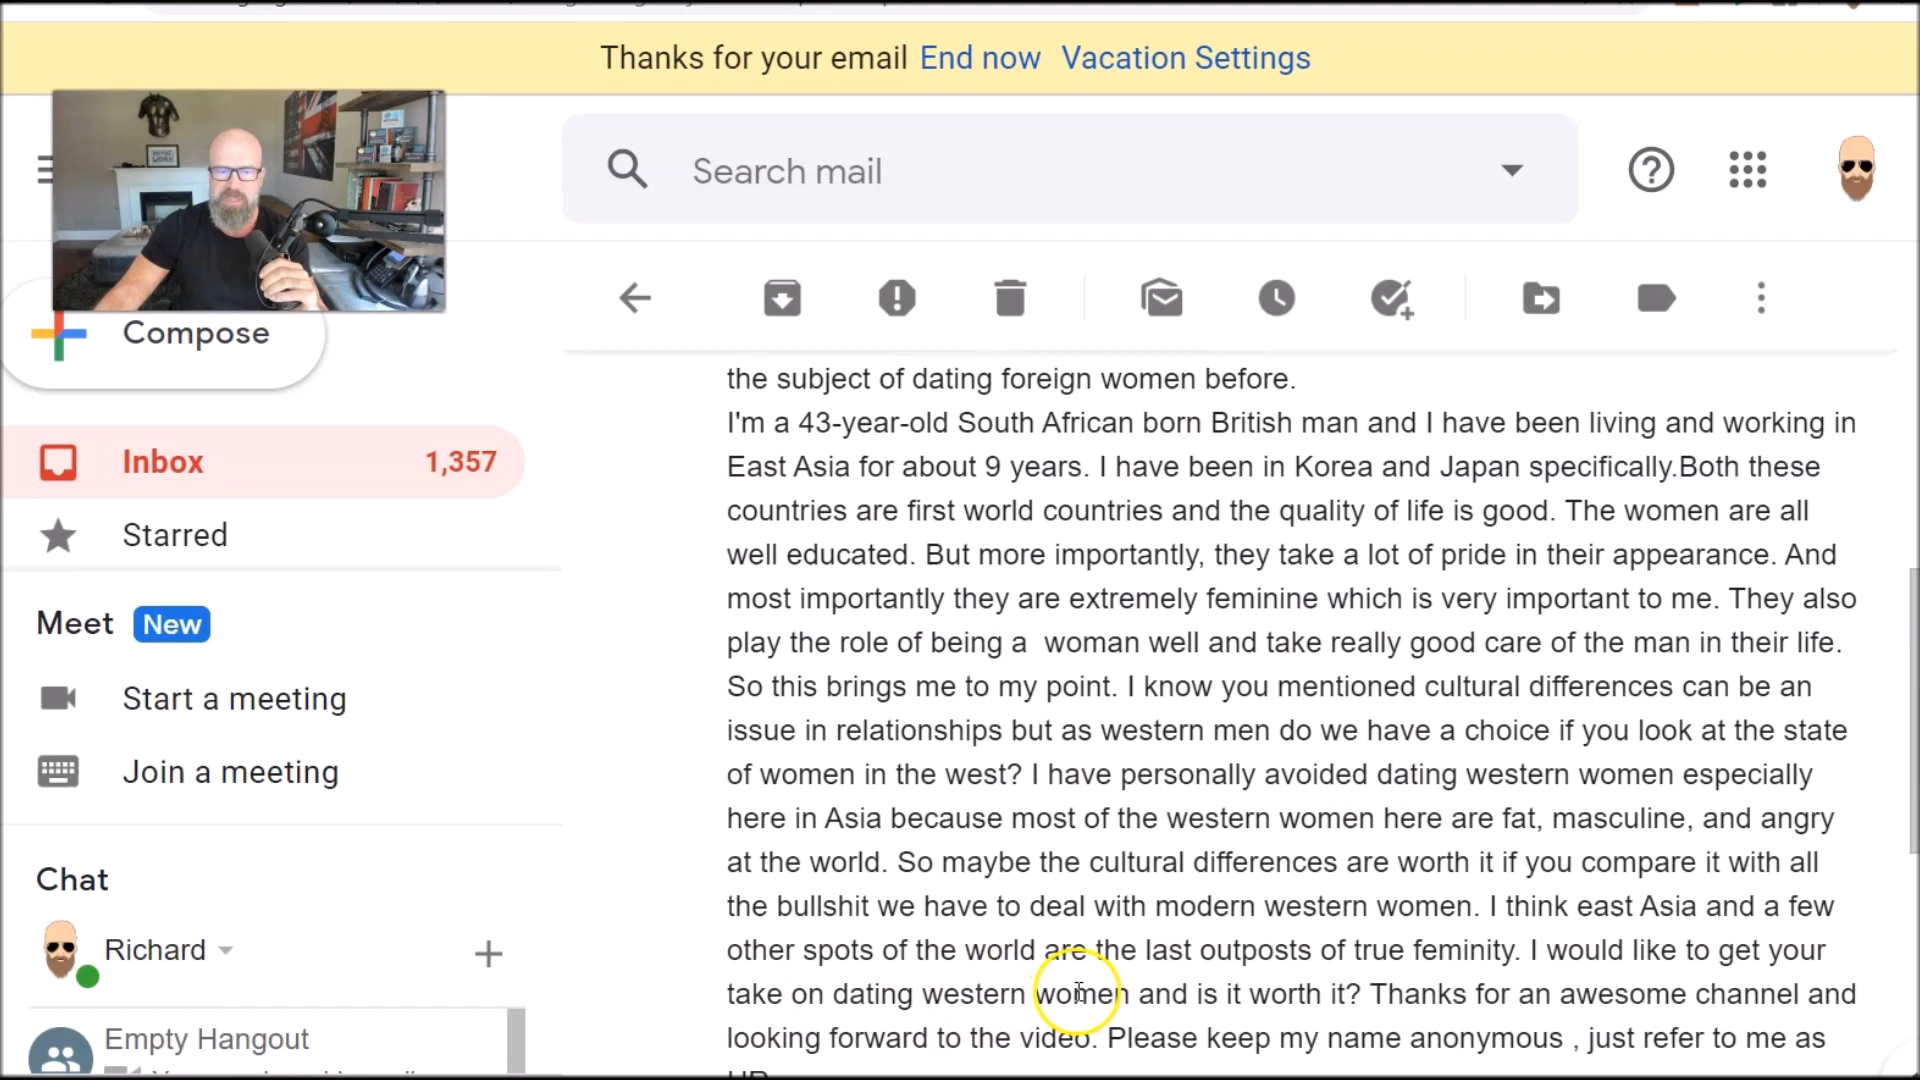 Thanks for your email End now Vacation Settings
Search mail
Compose
Inbox 1,357
Starred
Meet New
Start a meeting
Join a meeting
Chat
Richard
Empty Hangout
the subject of dating foreign women before.
I'm a 43-year-old South African born British man and I have been living and working in
East Asia for about 9 years. I have been in Korea and Japan specifically.Both these
countries are first world countries and the quality of life is good. The women are all
well educated. But more importantly, they take a lot of pride in their appearance. And
most importantly they are extremely feminine which is very important to me. They also
play the role of being a  woman well and take really good care of the man in their life.
So this brings me to my point. I know you mentioned cultural differences can be an
issue in relationships but as western men do we have a choice if you look at the state
of women in the west? I have personally avoided dating western women especially
here in Asia because most of the western women here are fat, masculine, and angry
at the world. So maybe the cultural differences are worth it if you compare it with all
the bullshit we have to deal with modern western women. I think east Asia and a few
other spots of the world are the last outposts of true feminity. I would like to get your
take on dating western women and is it worth it? Thanks for an awesome channel and
looking forward to the video. Please keep my name anonymous , just refer to me as